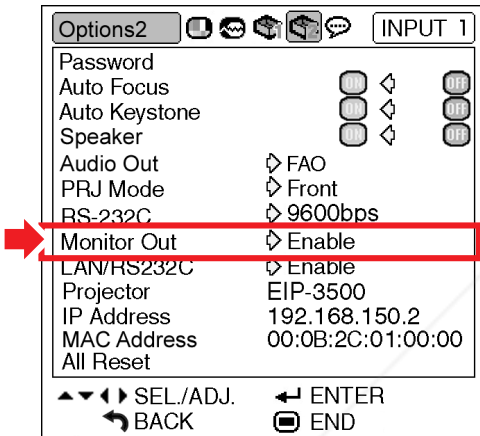 Options2 INPUT 1
Password
Auto Focus ON OFF
Auto Keystone ON OFF
Speaker ON OFF
Audio Out FAO
PRJ Mode Front
RS-232C 9600bps
Monitor Out Enable
LAN/RS232C Enable
Projector EIP-3500
IP Address 192.168.150.2
MAC Address 00:0B:2C:01:00:00
All Reset
SEL./ADJ. ENTER
BACK END